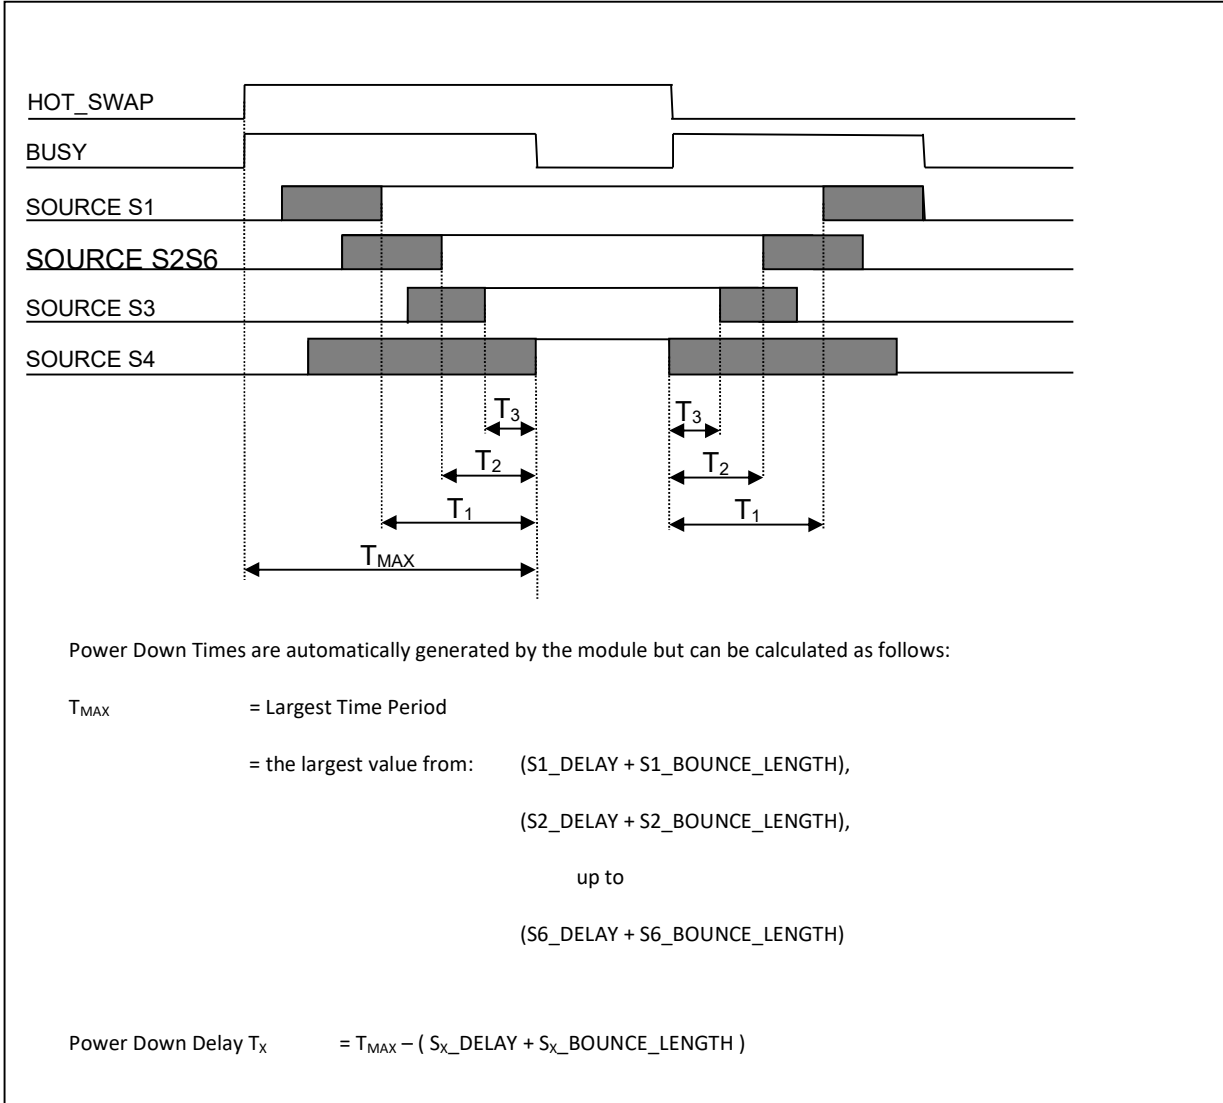 HOT_SWAP
BUSY
SOURCE S1
SOURCE S2S6
SOURCE S3
SOURCE S4
T3 T3
T2 T2
T1 T1
TMAX
Power Down Times are automatically generated by the module but can be calculated as follows:
TMAX = Largest Time Period
= the largest value from: (S1_DELAY + S1_BOUNCE_LENGTH),
(S2_DELAY + S2_BOUNCE_LENGTH),
up to
(S6_DELAY + S6_BOUNCE_LENGTH)
Power Down Delay TX = TMAX – ( SX_DELAY + SX_BOUNCE_LENGTH )